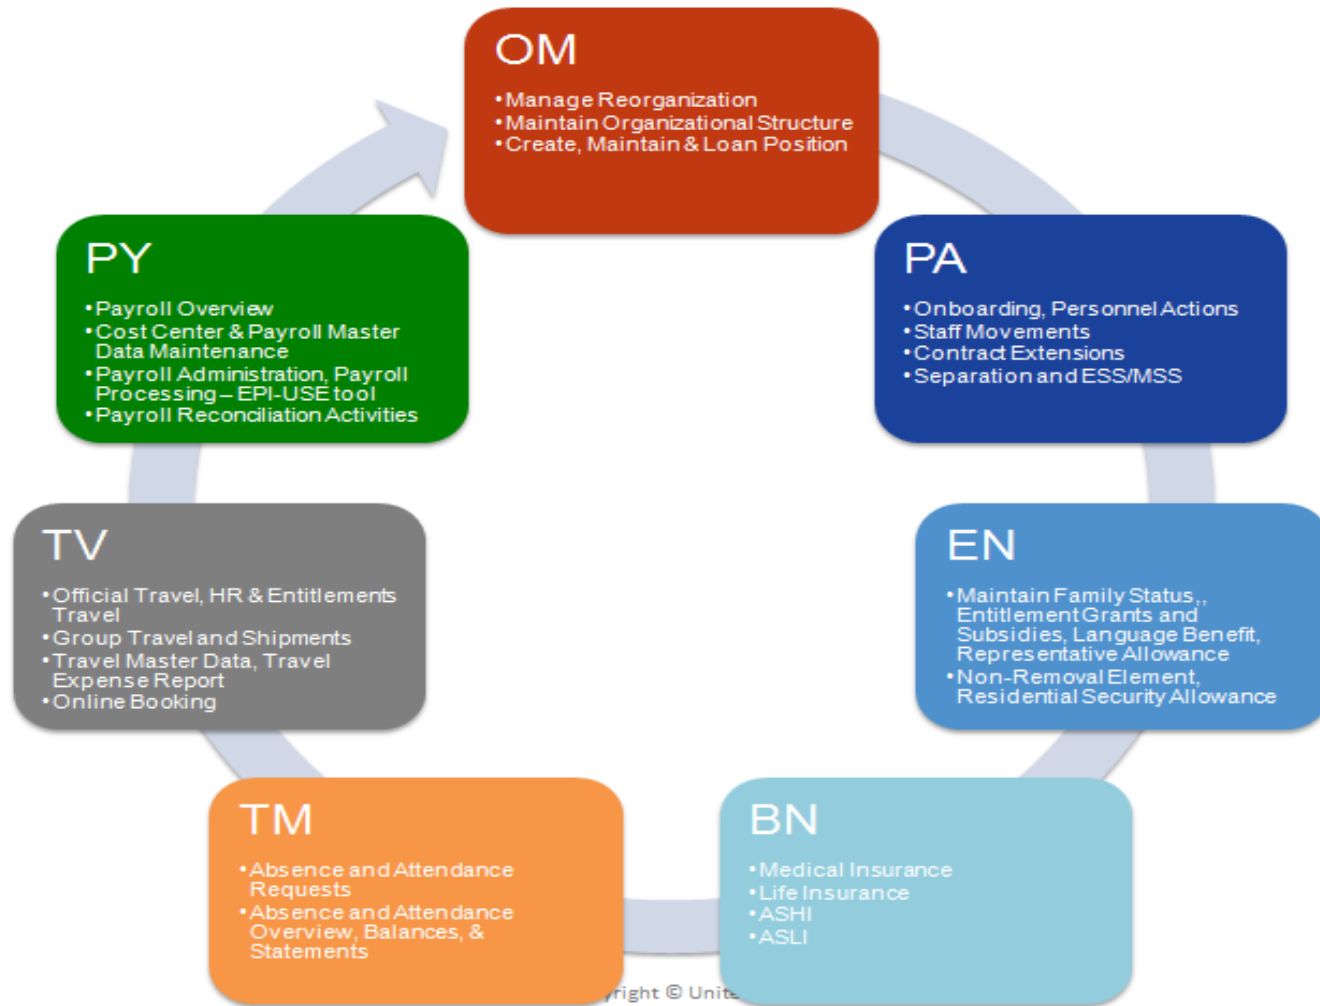 OM
•Manage Reorganization
•Maintain Organizational Structure
•Create, Maintain & Loan Position
PA
•Onboarding, Personnel Actions
•Staff Movements
•Contract Extensions
•Separation and ESS/MSS
EN
•Maintain Family Status,,
Entitlement Grants and
Subsidies, Language Benefit,
Representative Allowance
•Non-Removal Element,
Residential Security Allowance
BN
•Medical Insurance
•Life Insurance
•ASHI
•ASLI
TM
•Absence and Attendance
Requests
•Absence and Attendance
Overview, Balances, &
Statements
TV
•Official Travel, HR & Entitlements
Travel
•Group Travel and Shipments
•Travel Master Data, Travel
Expense Report
•Online Booking
PY
•Payroll Overview
•Cost Center & Payroll Master
Data Maintenance
•Payroll Administration, Payroll
Processing – EPI-USE tool
•Payroll Reconciliation Activities
yright © Unite